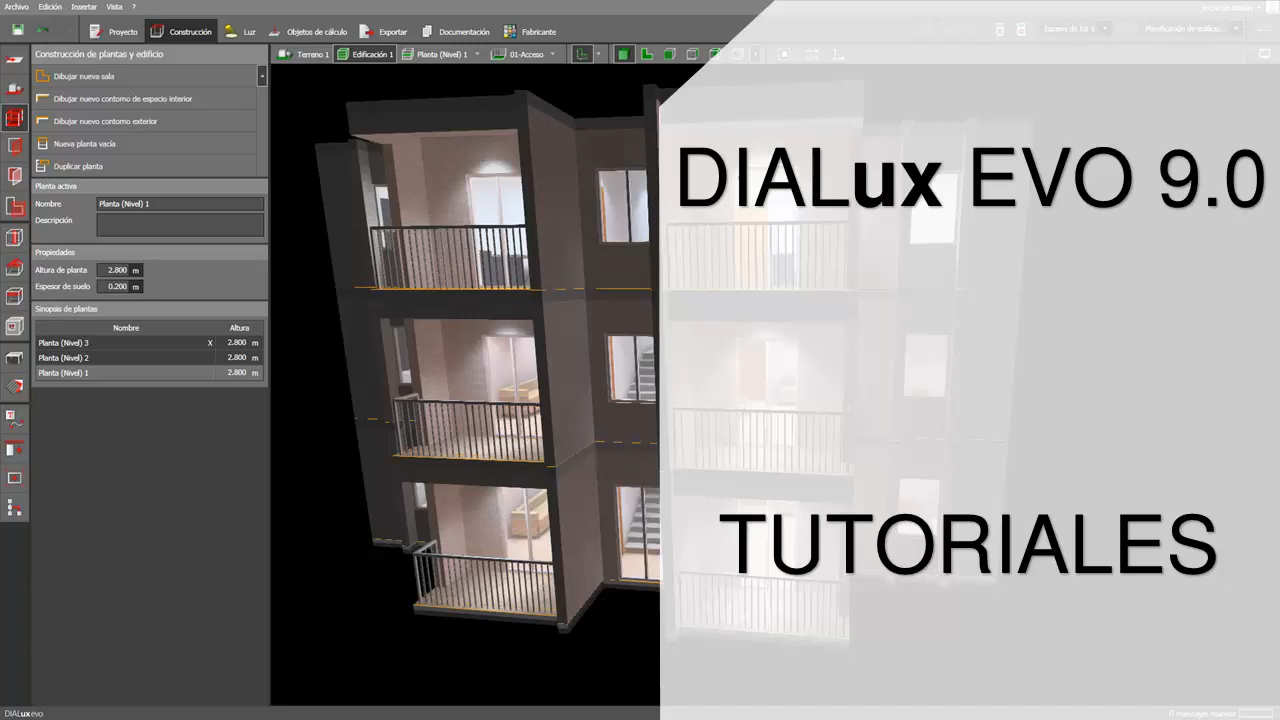 Archivo Edición Insertar Vista ?
Proyecto Construcción Luz Objetos de cálculo Exportar Documentación Fabricante
Construcción de plantas y edificio
Terreno 1 Edificación 1 Planta (Nivel) 1 01-Acceso
Dibujar nueva sala
Dibujar nuevo contorno de espacio interior
Dibujar nuevo contorno exterior
Nueva planta vacía
Duplicar planta
Planta activa
Nombre Planta (Nivel) 1
Descripción
Propiedades
Altura de planta 2.800 m
Espesor de suelo 0.200 m
Sinopsis de plantas
Nombre Altura
Planta (Nivel) 3 X 2.800 m
Planta (Nivel) 2 2.800 m
Planta (Nivel) 1 2.800 m
DIALux EVO 9.0
TUTORIALES
DIALux evo